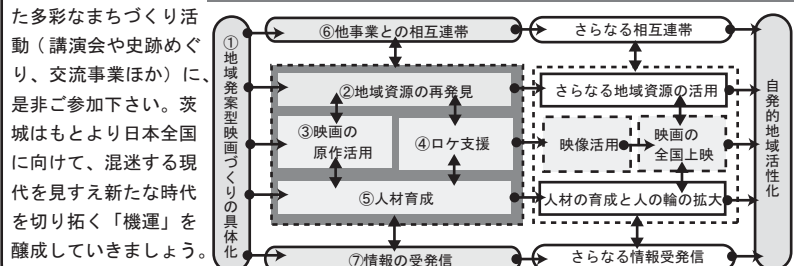 た多彩なまちづくり活
動（講演会や史跡めぐ
り、交流事業ほか）に、
是非ご参加下さい。茨
城はもとより日本全国
に向けて、混迷する現
代を見すえ新たな時代
を切り拓く「機運」を
醸成していきましょう。
①地域発案型映画づくりの具体化
⑥他事業との相互連帯
さらなる相互連帯
②地域資源の再発見
さらなる地域資源の活用
③映画の
原作活用
④ロケ支援
映像活用
映画の
全国上映
⑤人材育成
人材の育成と人の輪の拡大
⑦情報の受発信
さらなる情報受発信
自発的地域活性化